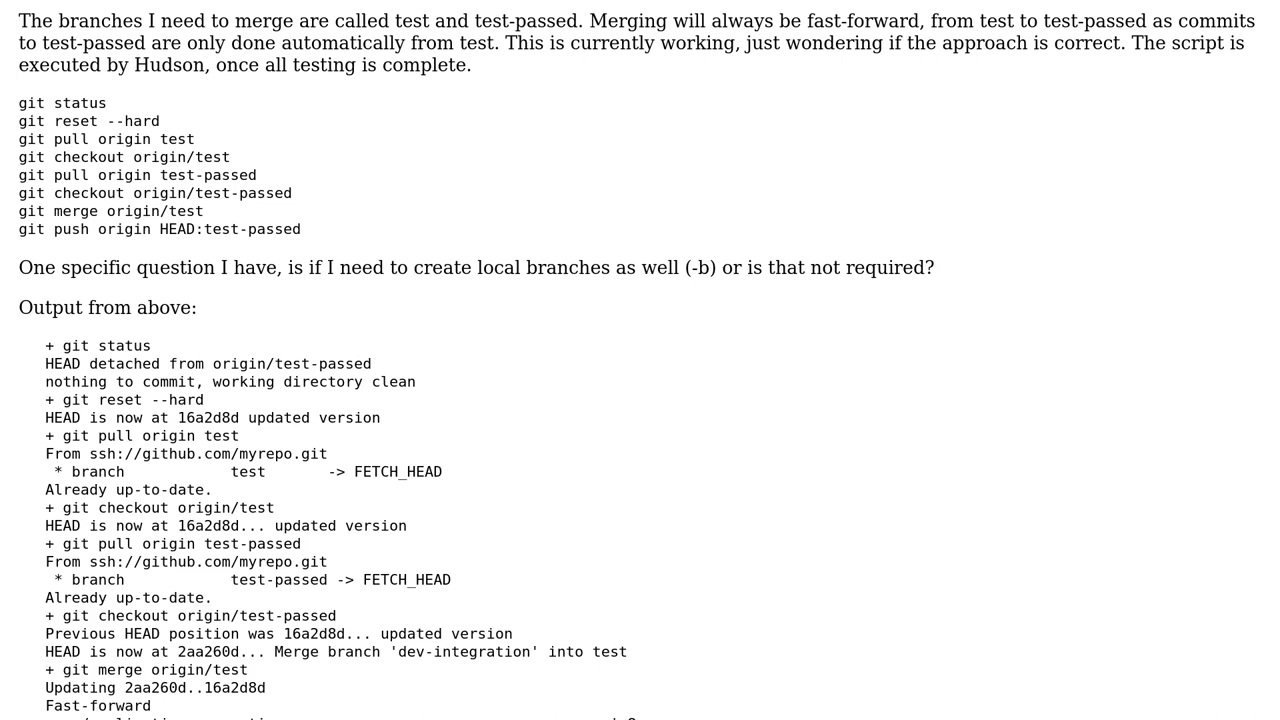 The branches I need to merge are called test and test-passed. Merging will always be fast-forward, from test to test-passed as commits
to test-passed are only done automatically from test. This is currently working, just wondering if the approach is correct. The script is
executed by Hudson, once all testing is complete.
git status
git reset --hard
git pull origin test
git checkout origin/test
git pull origin test-passed
git checkout origin/test-passed
git merge origin/test
git push origin HEAD:test-passed
One specific question I have, is if I need to create local branches as well (-b) or is that not required?
Output from above:
+ git status
HEAD detached from origin/test-passed
nothing to commit, working directory clean
+ git reset --hard
HEAD is now at 16a2d8d updated version
+ git pull origin test
From ssh://github.com/myrepo.git
* branch            test       -> FETCH_HEAD
Already up-to-date.
+ git checkout origin/test
HEAD is now at 16a2d8d... updated version
+ git pull origin test-passed
From ssh://github.com/myrepo.git
* branch            test-passed -> FETCH_HEAD
Already up-to-date.
+ git checkout origin/test-passed
Previous HEAD position was 16a2d8d... updated version
HEAD is now at 2aa260d... Merge branch 'dev-integration' into test
+ git merge origin/test
Updating 2aa260d..16a2d8d
Fast-forward